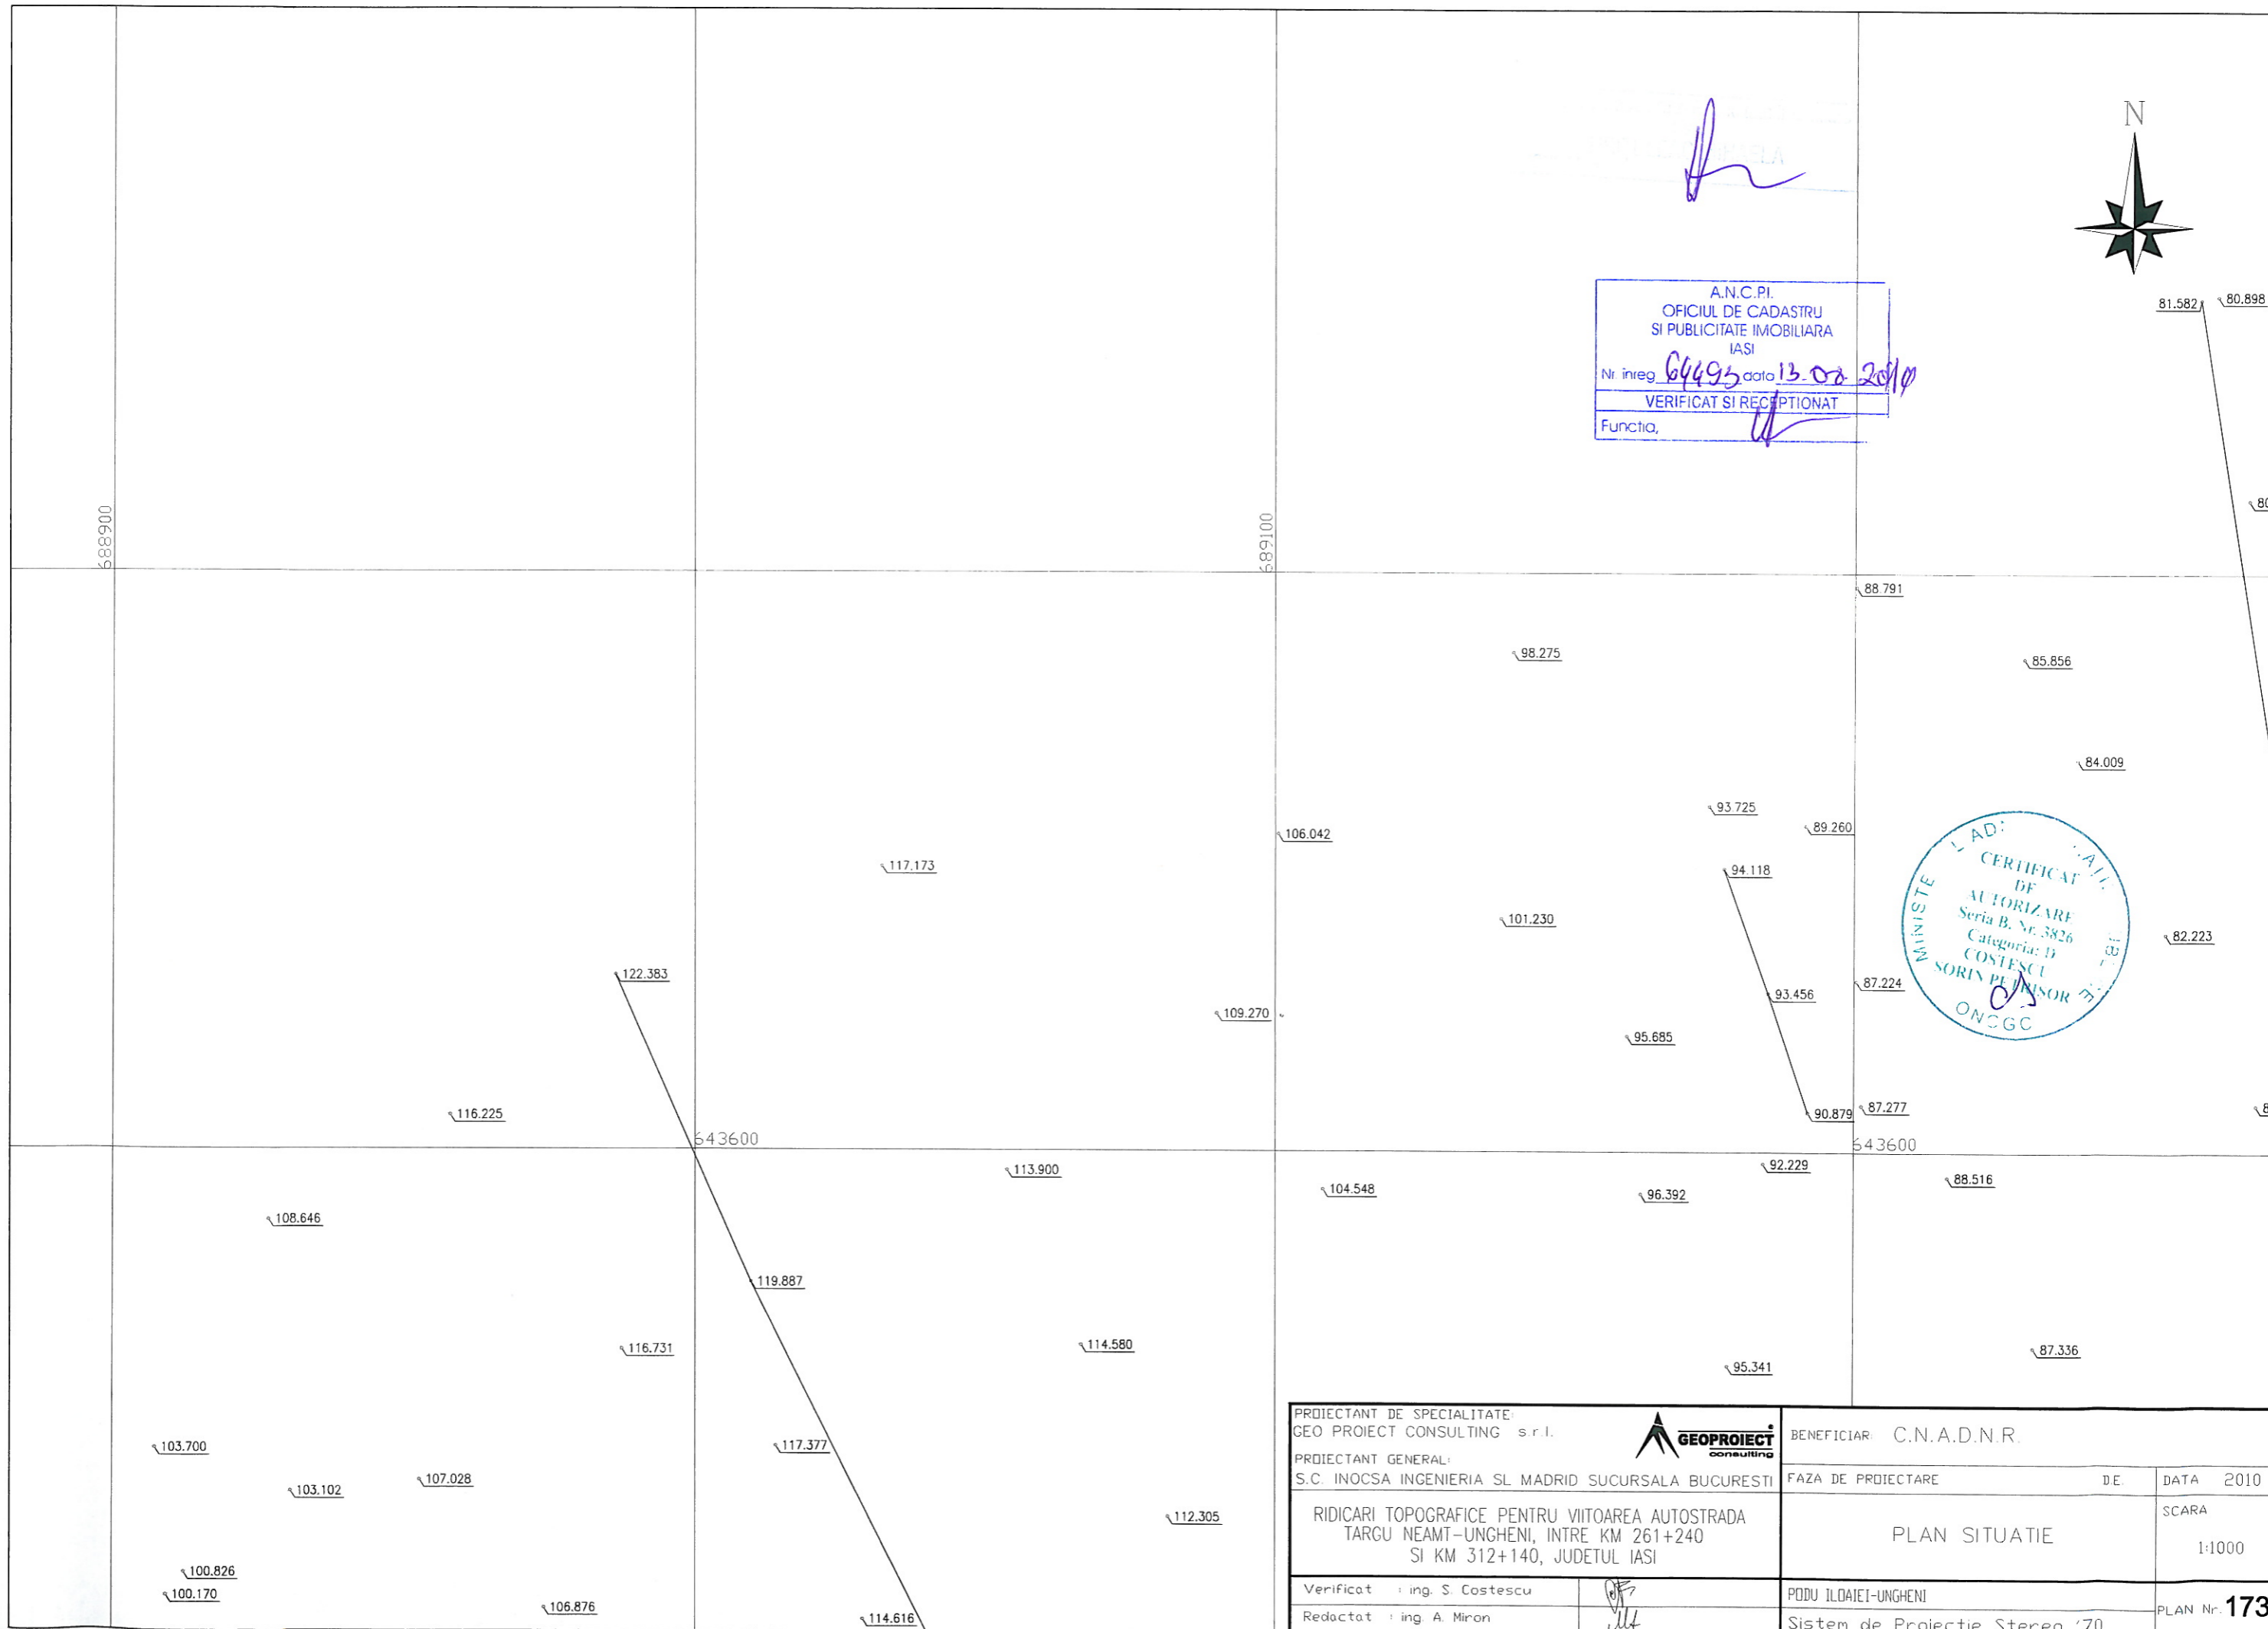 N
A.N.C.P.I.
OFICIUL DE CADASTRU
SI PUBLICITATE IMOBILIARA
IASI
Nr. înreg. 64493 data
VERIFICAT SI RECEPTIONAT
Functia,
81.582
80.898
688900
689100
88.791
98.275
85.856
84.009
93.725
89.260
106.042
117.173
94.118
CERTIFICAT
DE
AUTORIZARE
Seria B. Nr. 3826
Categoria: D
COSTESCU
SORIN PETRISOR
ONCGC
101.230
82.223
122.383
87.224
93.456
109.270
95.685
116.225
90.879
87.277
643600
643600
113.900
92.229
88.516
104.548
96.392
108.646
119.887
116.731
114.580
87.336
95.341
103.700
117.377
107.028
103.102
112.305
100.826
100.170
106.876
114.616
PROIECTANT DE SPECIALITATE:
GEO PROIECT CONSULTING s.r.l.
GEOPROIECT
consulting
PROIECTANT GENERAL:
S.C. INOCSA INGENIERIA SL MADRID SUCURSALA BUCURESTI
BENEFICIAR: C.N.A.D.N.R.
FAZA DE PROIECTARE D.E.
DATA 2010
RIDICARI TOPOGRAFICE PENTRU VIITOAREA AUTOSTRADA
TARGU NEAMT-UNGHENI, INTRE KM 261+240
SI KM 312+140, JUDETUL IASI
PLAN SITUATIE
SCARA
1:1000
Verificat : ing. S. Costescu
Redactat : ing. A. Miron
PODU ILOAIEI-UNGHENI
Sistem de Proiectie Stereo '70
PLAN Nr. 173